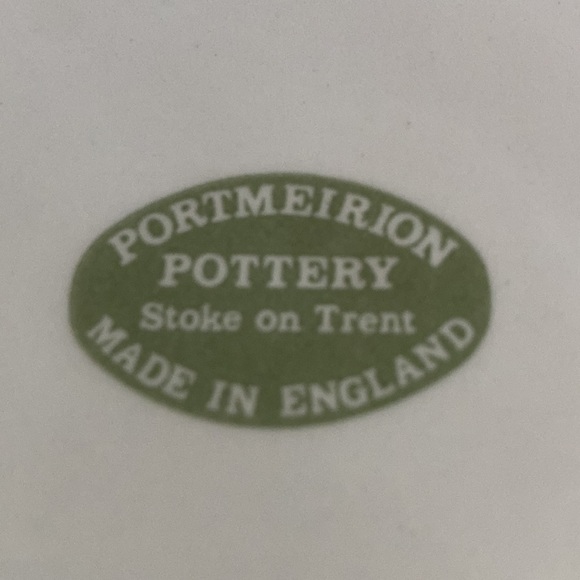 PORTMEIRION
POTTERY
Stoke on Trent
MADE IN ENGLAND